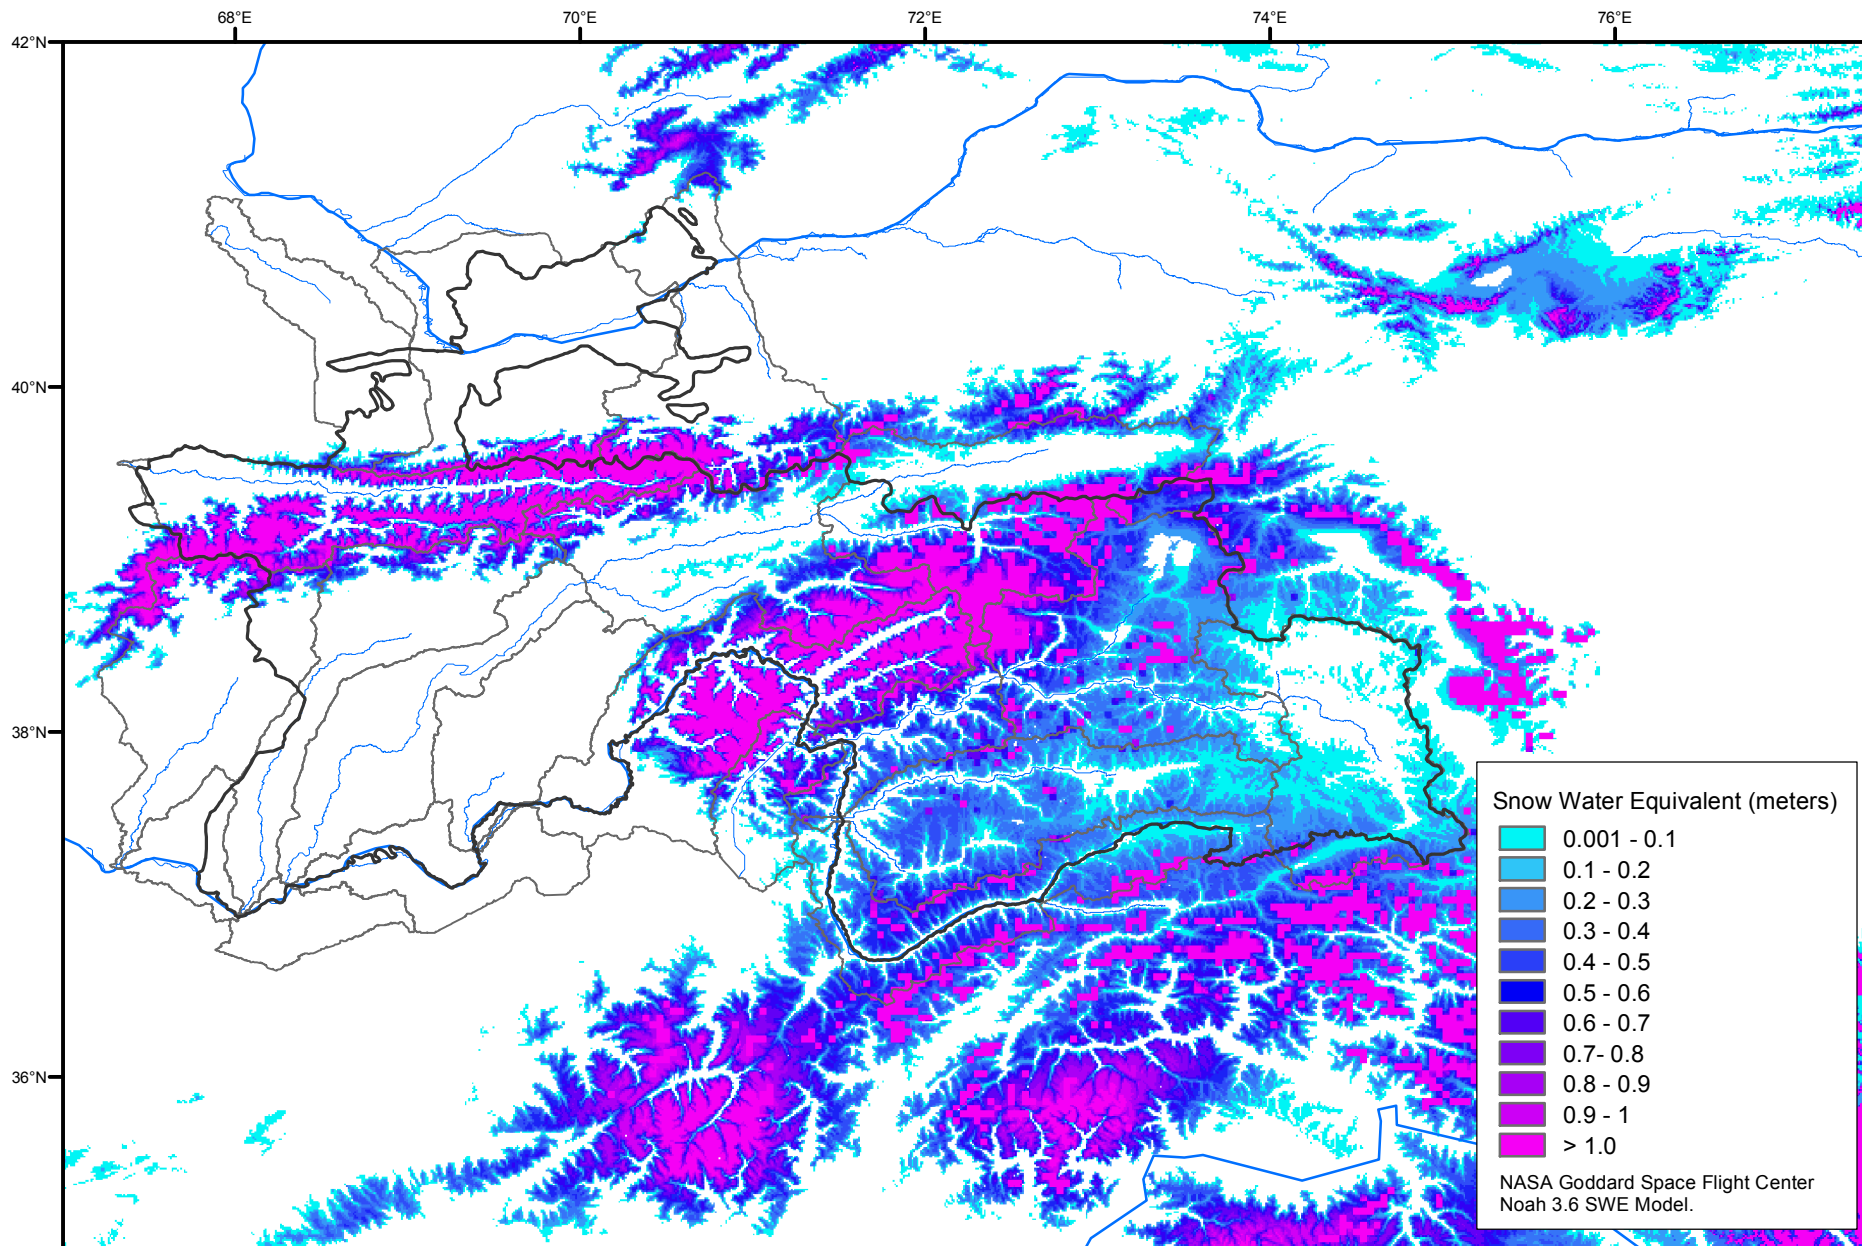 68°E
70°E
72°E
74°E
76°E
42°N
40°N
38°N
36°N
Snow Water Equivalent (meters)
0.001 - 0.1
0.1 - 0.2
0.2 - 0.3
0.3 - 0.4
0.4 - 0.5
0.5 - 0.6
0.6 - 0.7
0.7- 0.8
0.8 - 0.9
0.9 - 1
> 1.0
NASA Goddard Space Flight Center
Noah 3.6 SWE Model.